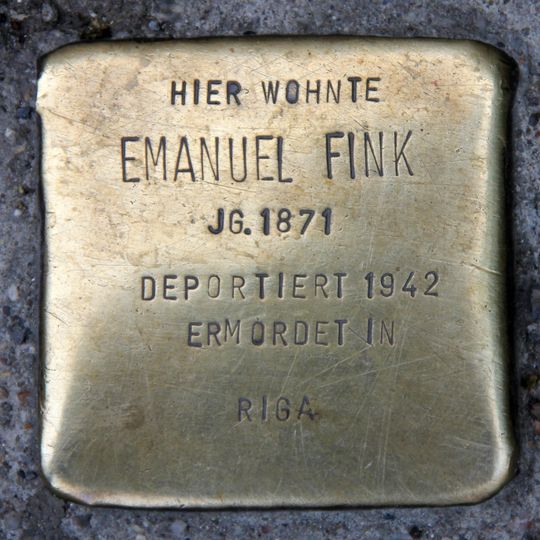 HIER WOHNTE
EMANUEL FINK
JG. 1871
DEPORTIERT 1942
ERMORDET IN
RIGA